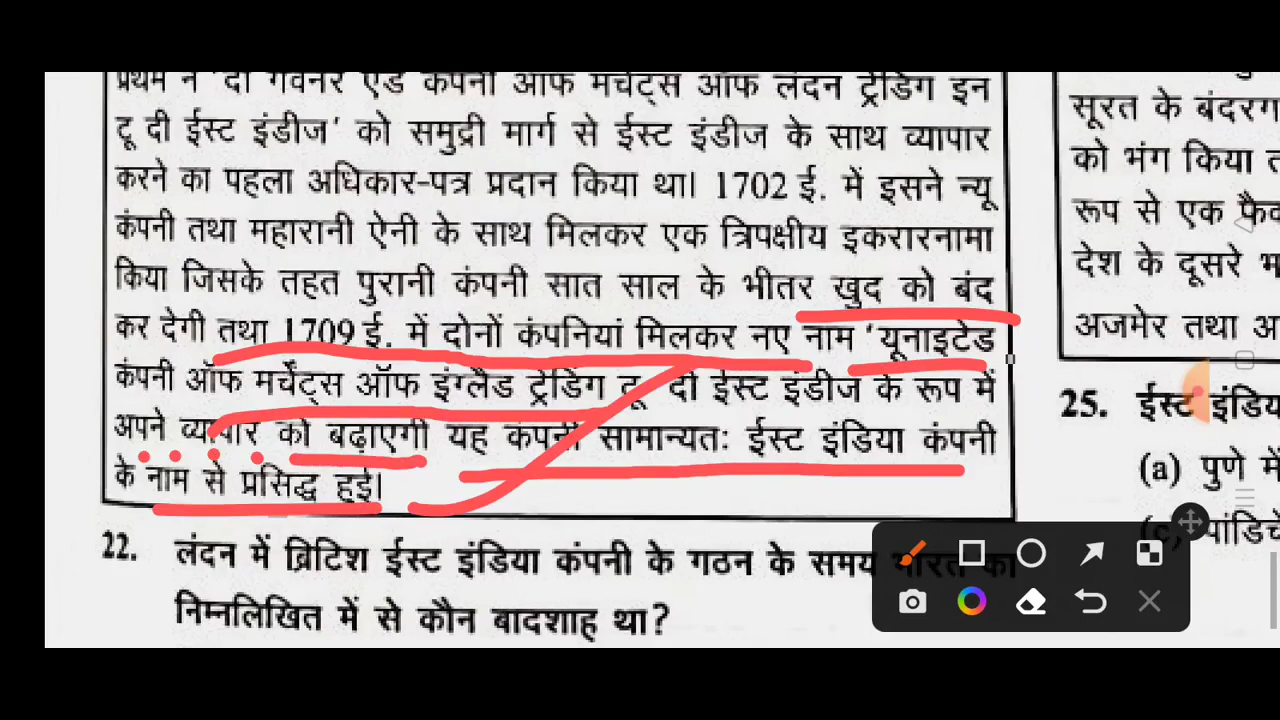 प्रथम ने 'दी गवर्नर एंड कंपनी ऑफ मर्चेंट्स ऑफ लंदन ट्रेडिंग इन
टू दी ईस्ट इंडीज' को समुद्री मार्ग से ईस्ट इंडीज के साथ व्यापार
करने का पहला अधिकार-पत्र प्रदान किया था। 1702 ई. में इसने न्यू
कंपनी तथा महारानी ऐनी के साथ मिलकर एक त्रिपक्षीय इकरारनामा
किया जिसके तहत पुरानी कंपनी सात साल के भीतर खुद को बंद
कर देगी तथा 1709 ई. में दोनों कंपनियां मिलकर नए नाम 'यूनाइटेड
कंपनी ऑफ मर्चेंट्स ऑफ इंग्लैंड ट्रेडिंग टू दी ईस्ट इंडीज के रूप में
अपने व्यापार को बढ़ाएगी यह कंपनी सामान्यतः ईस्ट इंडिया कंपनी
के नाम से प्रसिद्ध हुई।
22. लंदन में ब्रिटिश ईस्ट इंडिया कंपनी के गठन के समय भारत का
निम्नलिखित में से कौन बादशाह था?
सूरत के बंदरग
को भंग किया त
रूप से एक फैक
देश के दूसरे भ
अजमेर तथा अ
25. ईस्ट इंडिय
(a) पुणे में
(c) पांडिचे